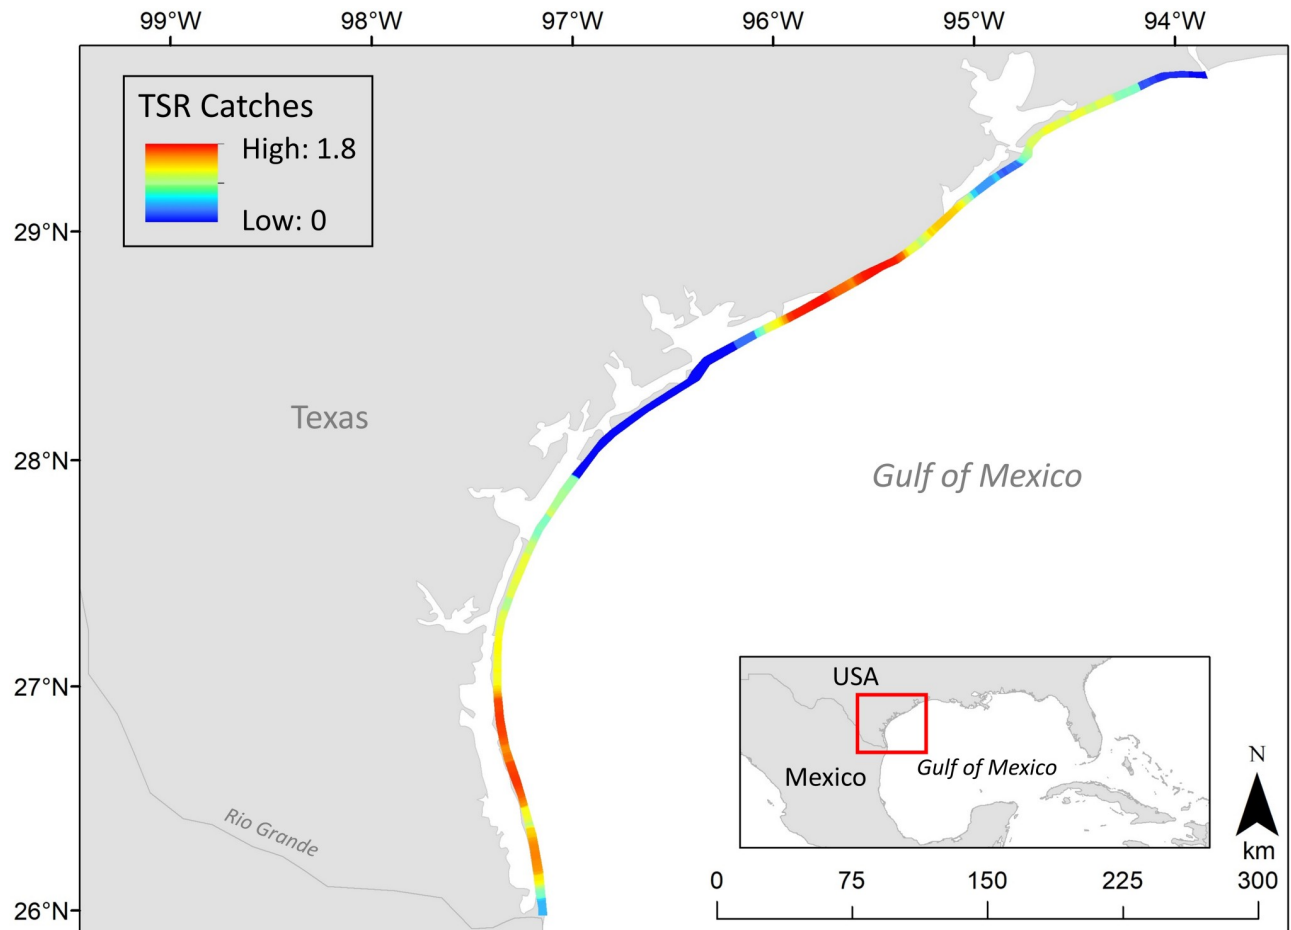 99°W 98°W 97°W 96°W 95°W 94°W
TSR Catches
High: 1.8
Low: 0
29°N
28°N
27°N
26°N
Texas
Gulf of Mexico
Rio Grande
USA
Mexico
Gulf of Mexico
N
km
0 75 150 225 300